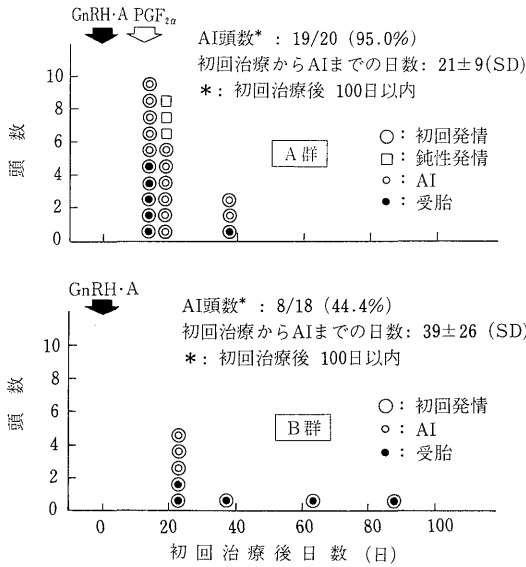 GnRH·A PGF2α
AI頭数* : 19/20 (95.0%)
初回治療からAIまでの日数: 21±9(SD)
*: 初回治療後 100日以内
10
8
6
4
2
0
頭数
A群
◎: 初回発情
□: 鈍性発情
○: AI
●: 受胎
GnRH·A
AI頭数* : 8/18 (44.4%)
初回治療からAIまでの日数: 39±26 (SD)
*: 初回治療後 100日以内
10
8
6
4
2
0
頭数
B群
○: 初回発情
○: AI
●: 受胎
0 20 40 60 80 100
初回治療後日数(日)